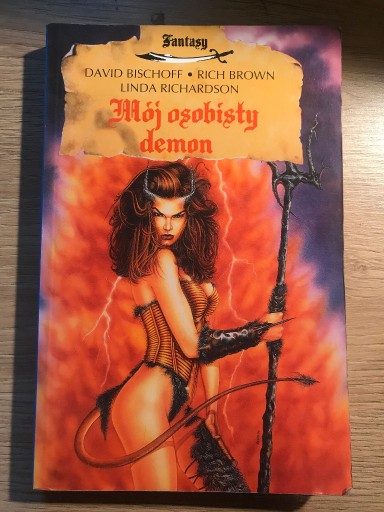 Fantasy
DAVID BISCHOFF • RICH BROWN
LINDA RICHARDSON
Mój osobisty
demon